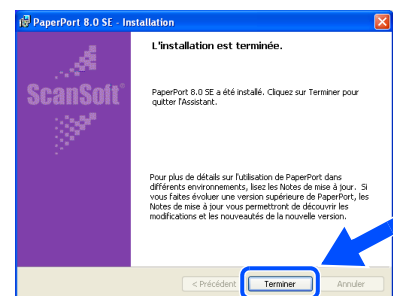 PaperPort 8.0 SE - Installation
L'installation est terminée.
ScanSoft
PaperPort 8.0 SE a été installé. Cliquez sur Terminer pour
quitter l'Assistant.
Pour plus de détails sur l'utilisation de PaperPort dans
différents environnements, lisez les Notes de mise à jour. Si
vous faites évoluer une version supérieure de PaperPort, les
Notes de mise à jour vous permettront de découvrir les
modifications et les nouveautés de la nouvelle version.
< Précédent Terminer Annuler